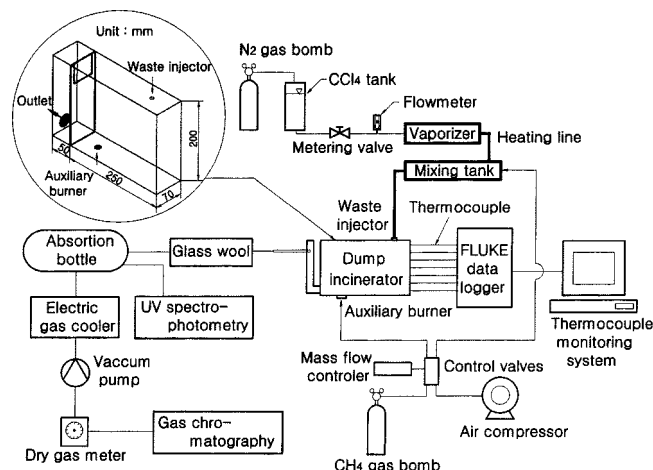 Unit : mm
Waste injector
Outlet
50
Auxiliary
burner
250
70
200
N2 gas bomb
CCl4 tank
Flowmeter
Metering valve
Vaporizer
Heating line
Mixing tank
Waste
injector
Thermocouple
Absortion
bottle
Glass wool
Dump
incinerator
FLUKE
data
logger
Electric
gas cooler
UV spectro-
photometry
Auxiliary burner
Thermocouple
monitoring
system
Vaccum
pump
Mass flow
controler
Control valves
Gas chro-
matography
Dry gas meter
Air compressor
CH4 gas bomb